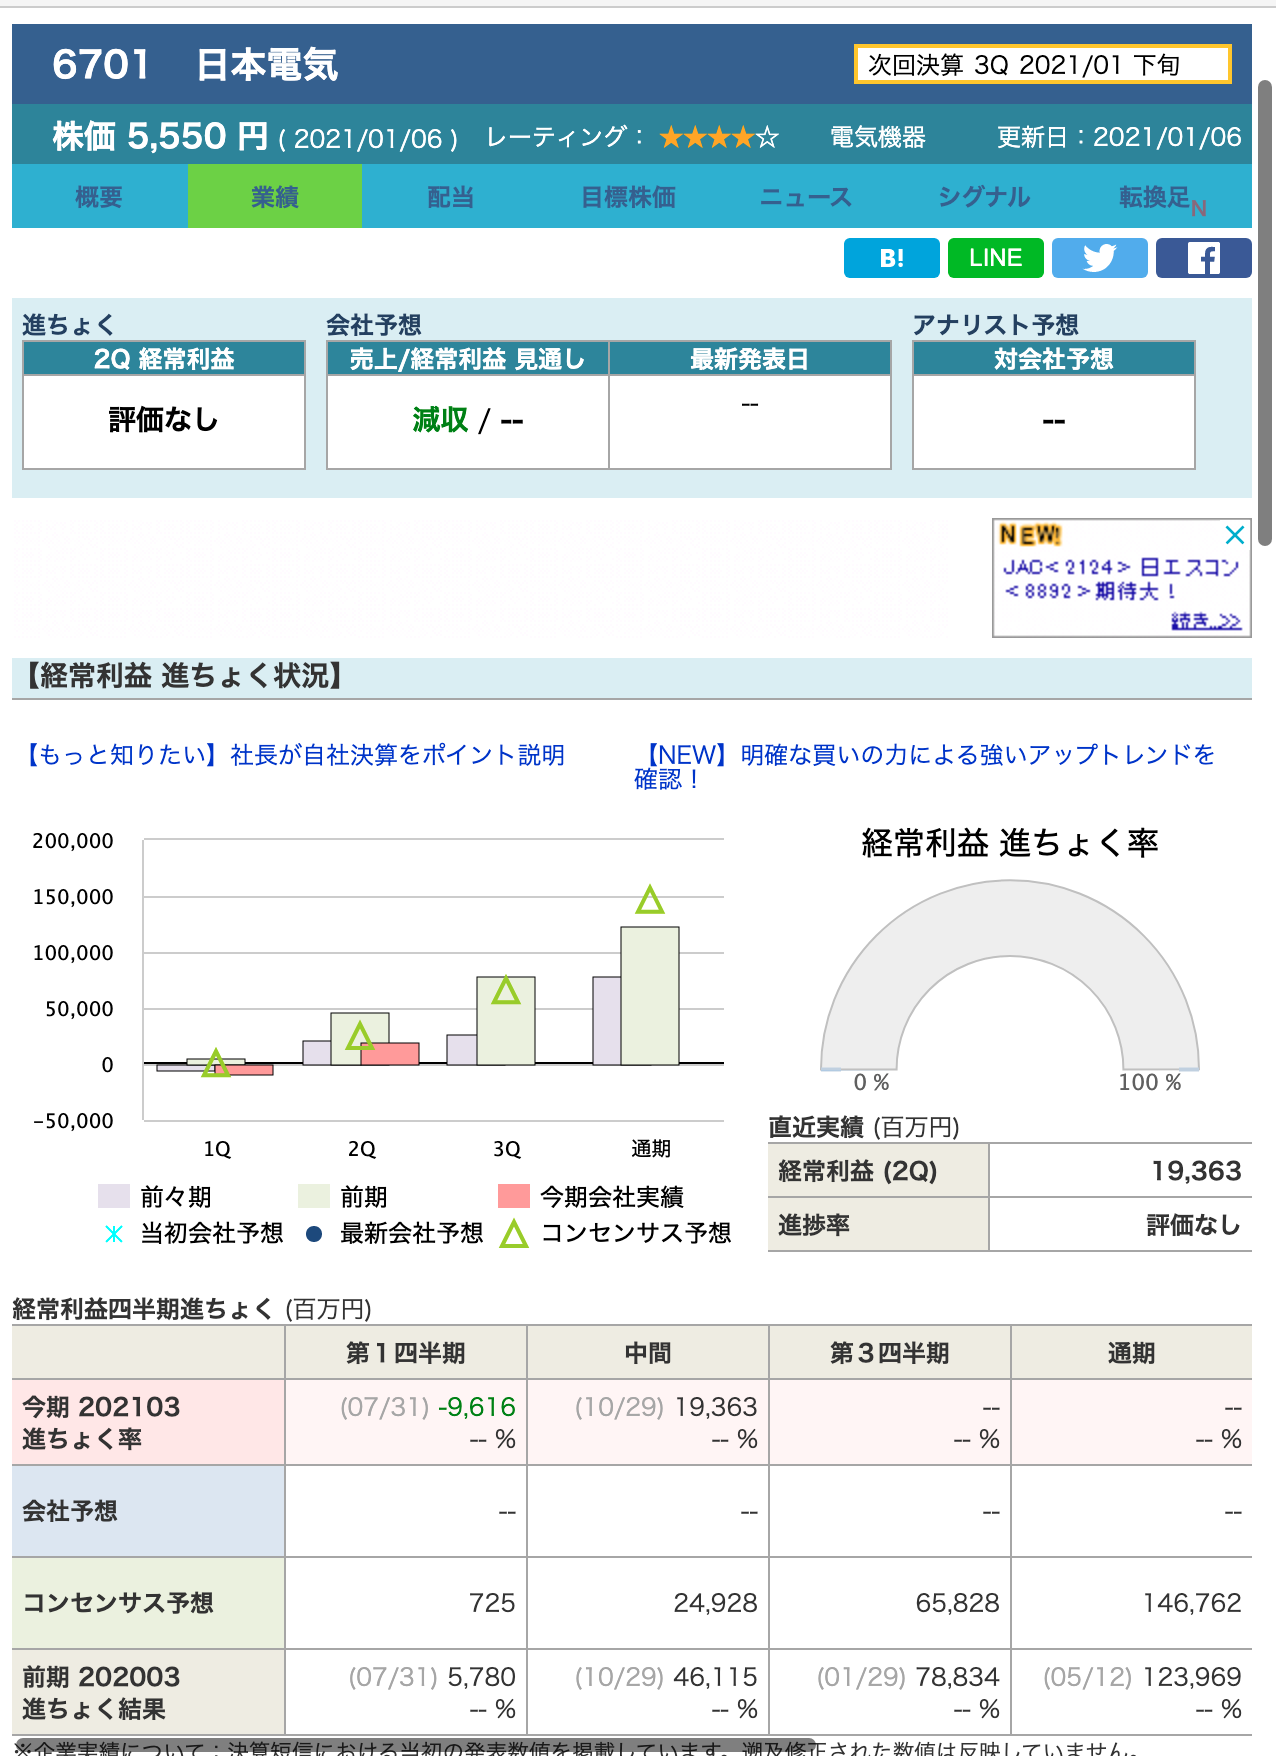 6701 日本電気
次回決算 3Q 2021/01 下旬
株価 5,550 円 ( 2021/01/06 ) レーティング： ★★★★☆ 電気機器 更新日：2021/01/06
概要 業績 配当 目標株価 ニュース シグナル 転換足N
B! LINE
進ちょく 会社予想 アナリスト予想
2Q 経常利益 売上/経常利益 見通し 最新発表日 対会社予想
評価なし 減収 / -- -- --
NEW!
JAC<2124> 日エスコン
<8892>期待大！
続き..>>
【経常利益 進ちょく状況】
【もっと知りたい】社長が自社決算をポイント説明
【NEW】明確な買いの力による強いアップトレンドを
確認！
経常利益 進ちょく率
200,000
150,000
100,000
50,000
0
-50,000
1Q 2Q 3Q 通期
0 % 100 %
前々期 前期 今期会社実績
当初会社予想 最新会社予想 コンセンサス予想
直近実績 (百万円)
経常利益 (2Q) 19,363
進捗率 評価なし
経常利益四半期進ちょく (百万円)
第１四半期 中間 第３四半期 通期
今期 202103 (07/31) -9,616 (10/29) 19,363 -- --
進ちょく率 -- % -- % -- % -- %
会社予想 -- -- -- --
コンセンサス予想 725 24,928 65,828 146,762
前期 202003 (07/31) 5,780 (10/29) 46,115 (01/29) 78,834 (05/12) 123,969
進ちょく結果 -- % -- % -- % -- %
※企業実績について：決算短信における当初の発表数値を掲載しています。遡及修正された数値は反映していません。